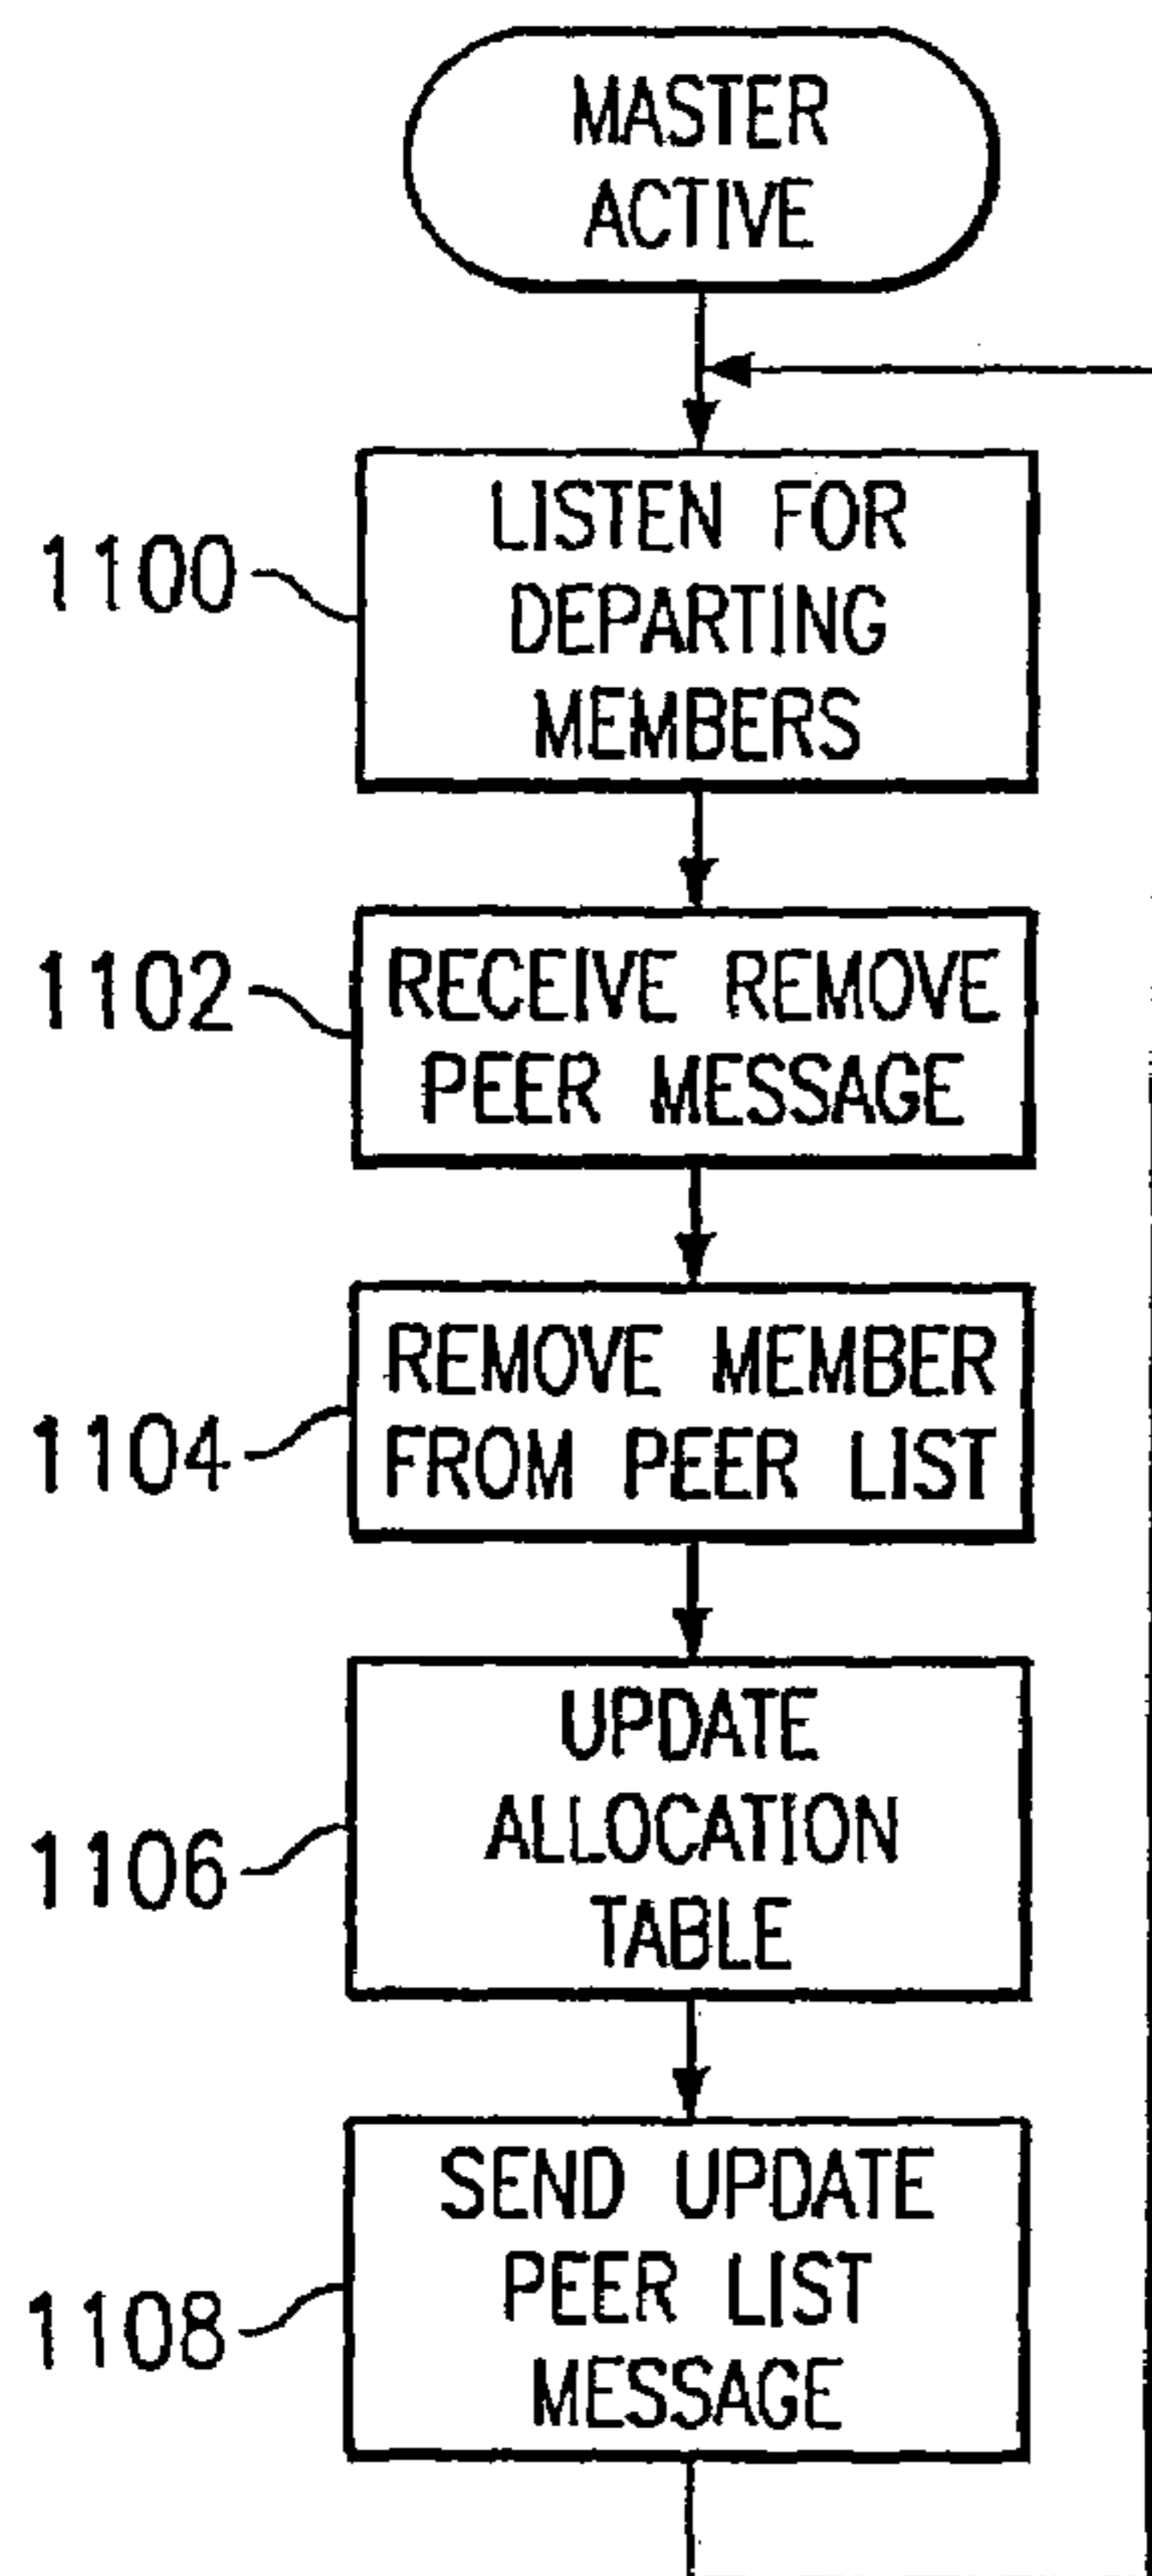 MASTER
ACTIVE
1100
LISTEN FOR
DEPARTING
MEMBERS
1102
RECEIVE REMOVE
PEER MESSAGE
1104
REMOVE MEMBER
FROM PEER LIST
1106
UPDATE
ALLOCATION
TABLE
1108
SEND UPDATE
PEER LIST
MESSAGE